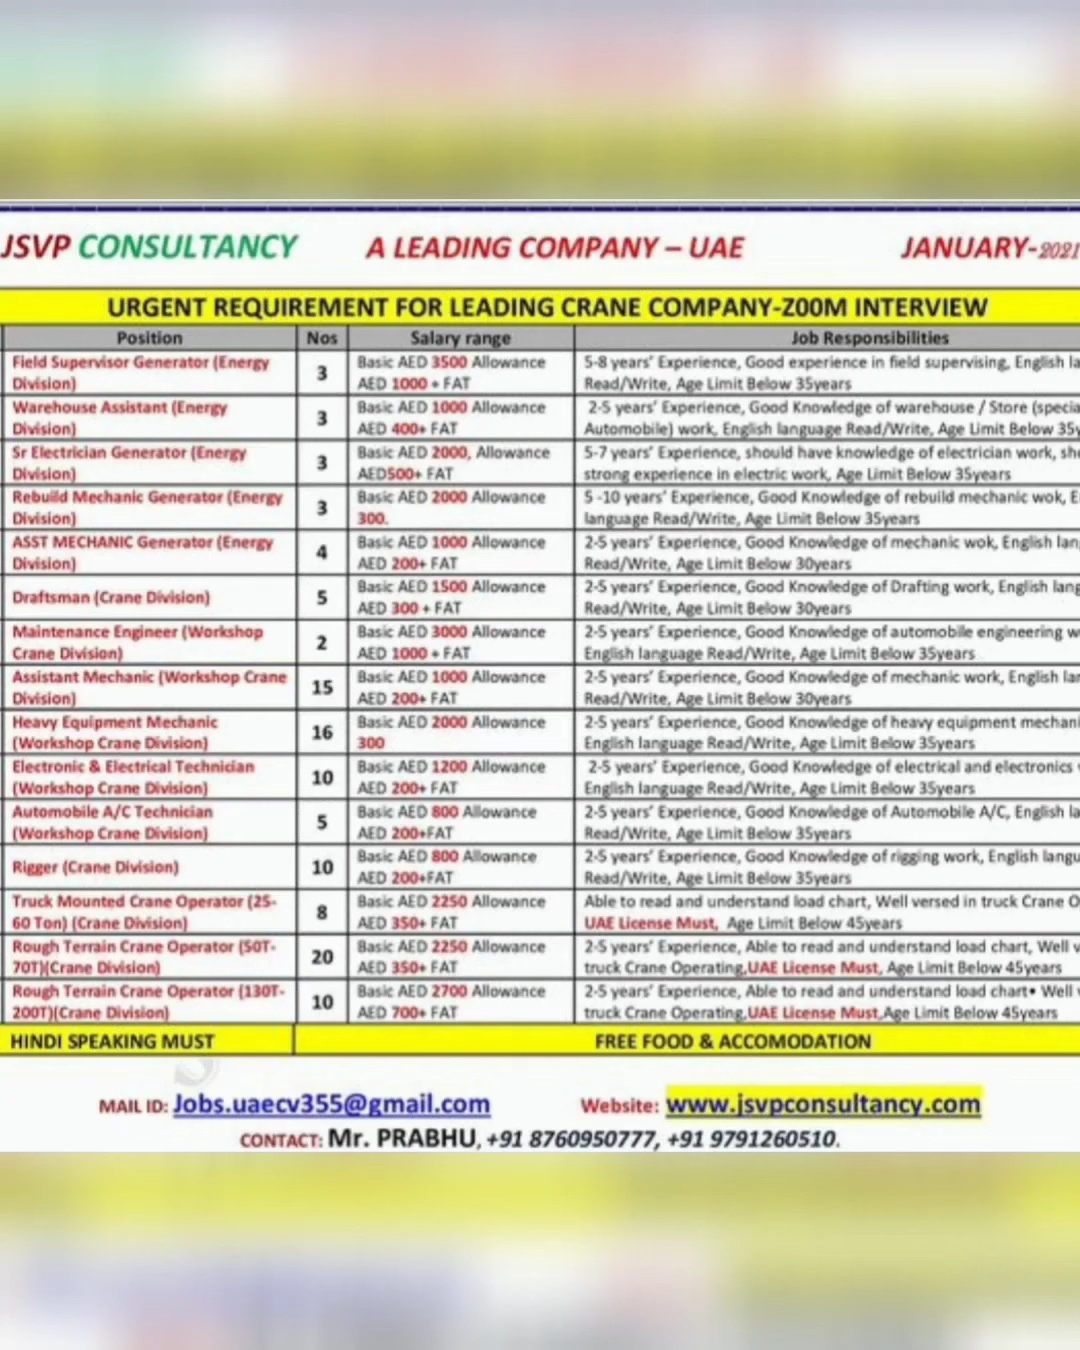 JSVP CONSULTANCY A LEADING COMPANY – UAE JANUARY-2021
URGENT REQUIREMENT FOR LEADING CRANE COMPANY-Z00M INTERVIEW
Position Nos Salary range Job Responsibilities
Field Supervisor Generator (Energy Basic AED 3500 Allowance 5-8 years' Experience, Good experience in field supervising, English la
Division) 3 AED 1000 + FAT Read/Write, Age Limit Below 35years
Warehouse Assistant (Energy Basic AED 1000 Allowance 2-5 years' Experience, Good Knowledge of warehouse / Store (specia
Division) 3 AED 400+ FAT Automobile) work, English language Read/Write, Age Limit Below 35y
Sr Electrician Generator (Energy Basic AED 2000, Allowance 5-7 years' Experience, should have knowledge of electrician work, sh
Division) 3 AED500+ FAT strong experience in electric work, Age Limit Below 35years
Rebuild Mechanic Generator (Energy Basic AED 2000 Allowance 5 -10 years' Experience, Good Knowledge of rebuild mechanic wok, E
Division) 3 300. language Read/Write, Age Limit Below 35years
ASST MECHANIC Generator (Energy Basic AED 1000 Allowance 2-5 years' Experience, Good Knowledge of mechanic wok, English lan
Division) 4 AED 200+ FAT Read/Write, Age Limit Below 30years
Draftsman (Crane Division) 5 Basic AED 1500 Allowance 2-5 years' Experience, Good Knowledge of Drafting work, English lang
AED 300 + FAT Read/Write, Age Limit Below 30years
Maintenance Engineer (Workshop Basic AED 3000 Allowance 2-5 years' Experience, Good Knowledge of automobile engineering w
Crane Division) 2 AED 1000 + FAT English language Read/Write, Age Limit Below 35years
Assistant Mechanic (Workshop Crane Basic AED 1000 Allowance 2-5 years' Experience, Good Knowledge of mechanic work, English la
Division) 15 AED 200+ FAT Read/Write, Age Limit Below 30years
Heavy Equipment Mechanic Basic AED 2000 Allowance 2-5 years' Experience, Good Knowledge of heavy equipment mechani
(Workshop Crane Division) 16 300 English language Read/Write, Age Limit Below 35years
Electronic & Electrical Technician Basic AED 1200 Allowance 2-5 years' Experience, Good Knowledge of electrical and electronics
(Workshop Crane Division) 10 AED 200+ FAT English language Read/Write, Age Limit Below 35years
Automobile A/C Technician Basic AED 800 Allowance 2-5 years' Experience, Good Knowledge of Automobile A/C, English la
(Workshop Crane Division) 5 AED 200+FAT Read/Write, Age Limit Below 35years
Rigger (Crane Division) 10 Basic AED 800 Allowance 2-5 years' Experience, Good Knowledge of rigging work, English langu
AED 200+FAT Read/Write, Age Limit Below 35years
Truck Mounted Crane Operator (25- Basic AED 2250 Allowance Able to read and understand load chart, Well versed in truck Crane O
60 Ton) (Crane Division) 8 AED 350+ FAT UAE License Must, Age Limit Below 45years
Rough Terrain Crane Operator (50T- Basic AED 2250 Allowance 2-5 years' Experience, Able to read and understand load chart, Well v
70T)(Crane Division) 20 AED 350+ FAT truck Crane Operating,UAE License Must, Age Limit Below 45years
Rough Terrain Crane Operator (130T- Basic AED 2700 Allowance 2-5 years' Experience, Able to read and understand load chart• Well
200T)(Crane Division) 10 AED 700+ FAT truck Crane Operating,UAE License Must,Age Limit Below 45years
HINDI SPEAKING MUST FREE FOOD & ACCOMODATION
MAIL ID: Jobs.uaecv355@gmail.com Website: www.jsvpconsultancy.com
CONTACT: Mr. PRABHU, +91 8760950777, +91 9791260510.